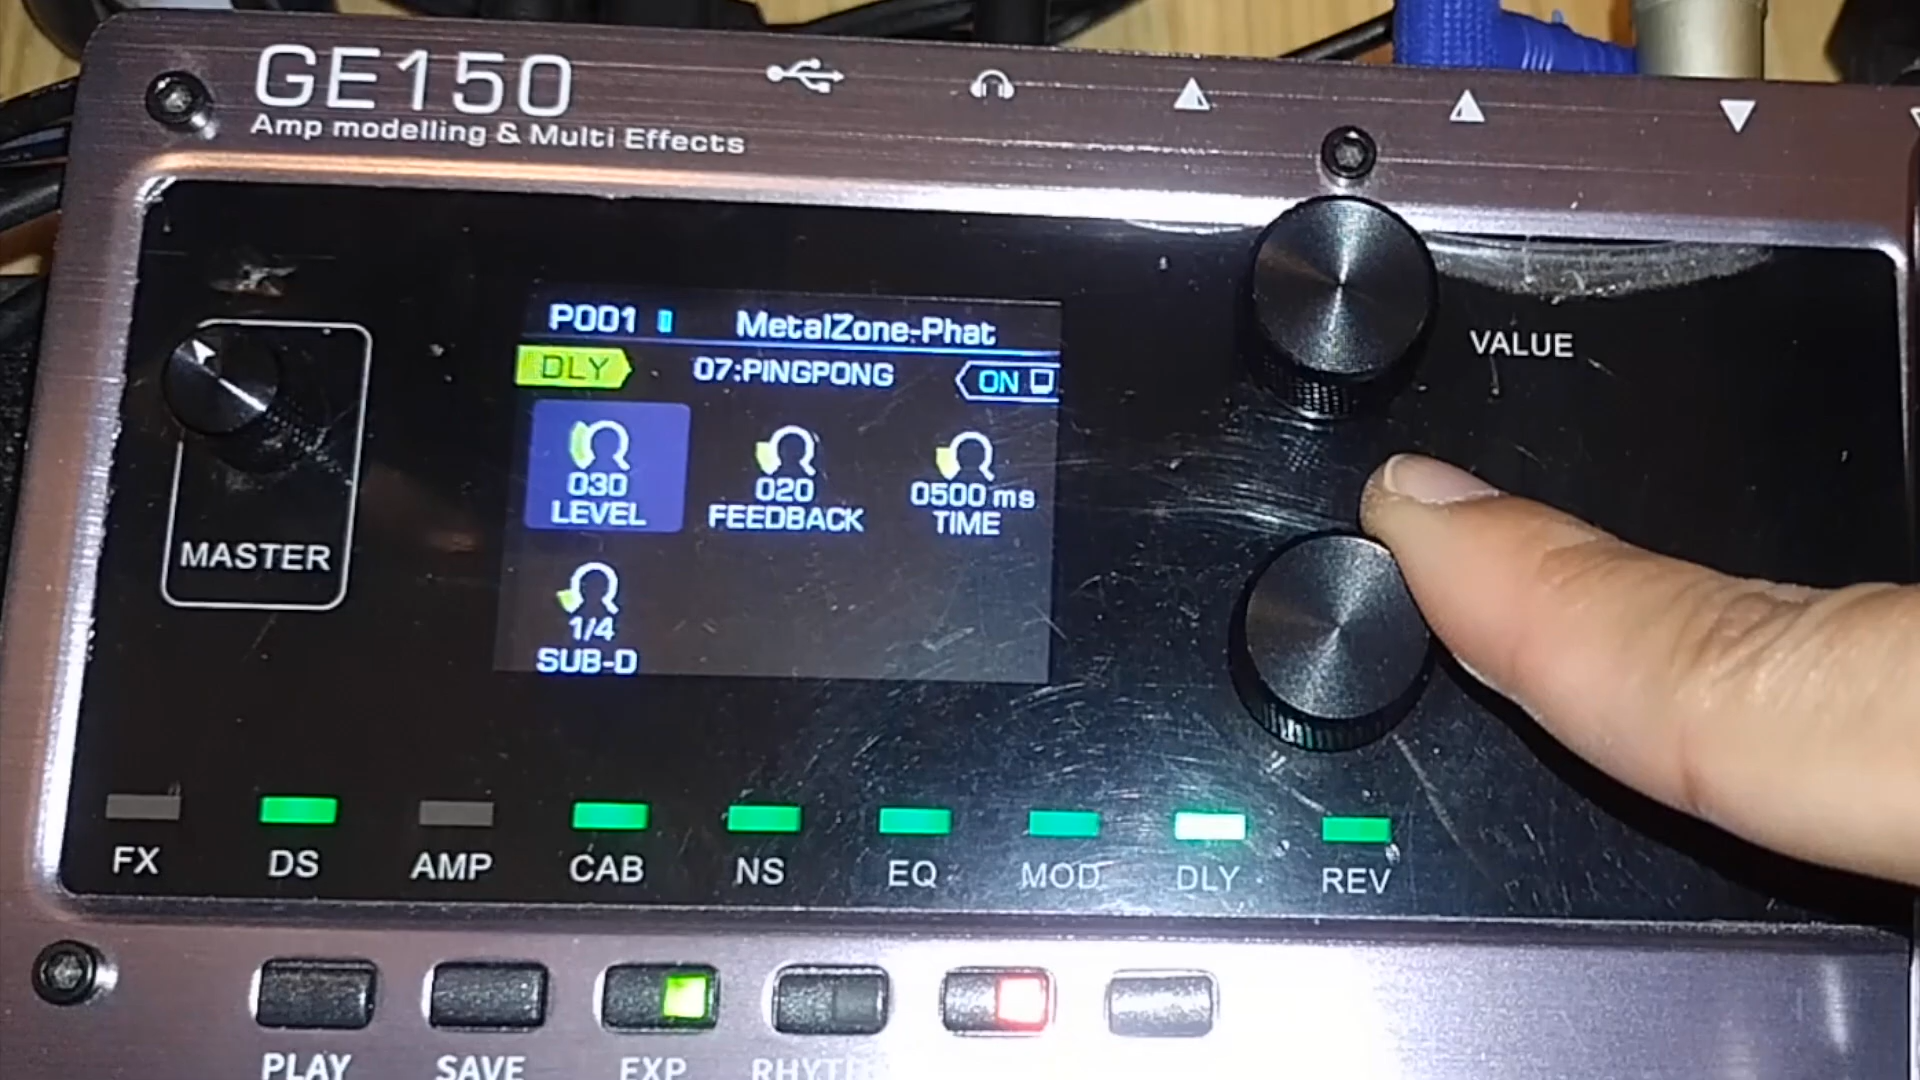 GE150
Amp modelling & Multi Effects
P001 MetalZone-Phat
DLY 07:PINGPONG ON
030 020 0500 ms
LEVEL FEEDBACK TIME
1/4
SUB-D
VALUE
MASTER
FX DS AMP CAB NS EQ MOD DLY REV
PLAY SAVE EXP